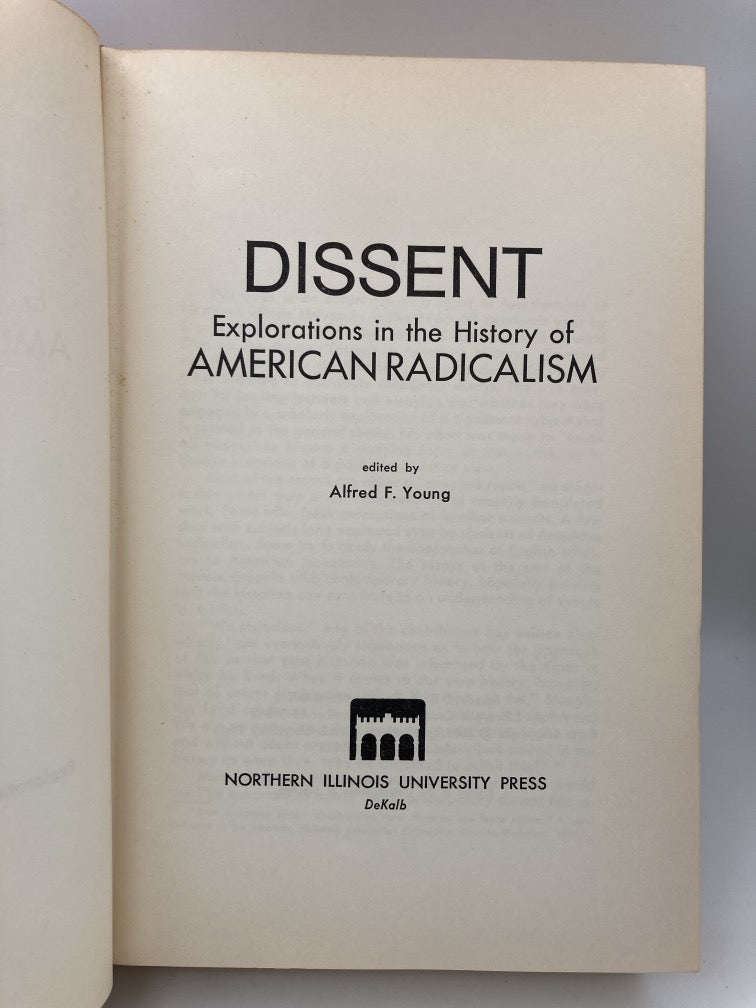 DISSENT
Explorations in the History of
AMERICAN RADICALISM
edited by
Alfred F. Young
NORTHERN ILLINOIS UNIVERSITY PRESS
DeKalb